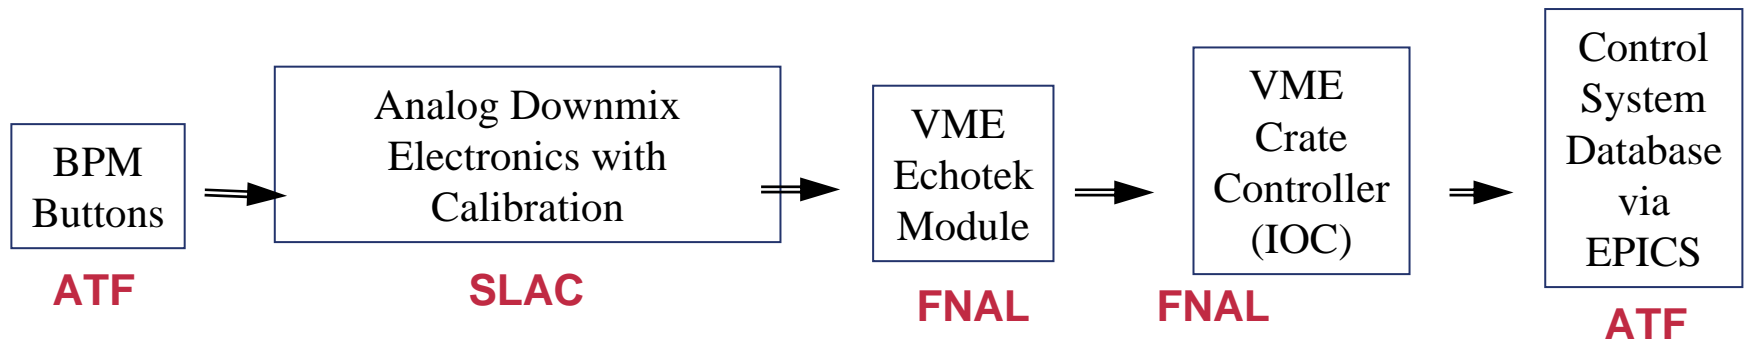 BPM
Buttons
ATF
Analog Downmix
Electronics with
Calibration
SLAC
VME
Echotek
Module
FNAL
VME
Crate
Controller
(IOC)
FNAL
Control
System
Database
via
EPICS
ATF